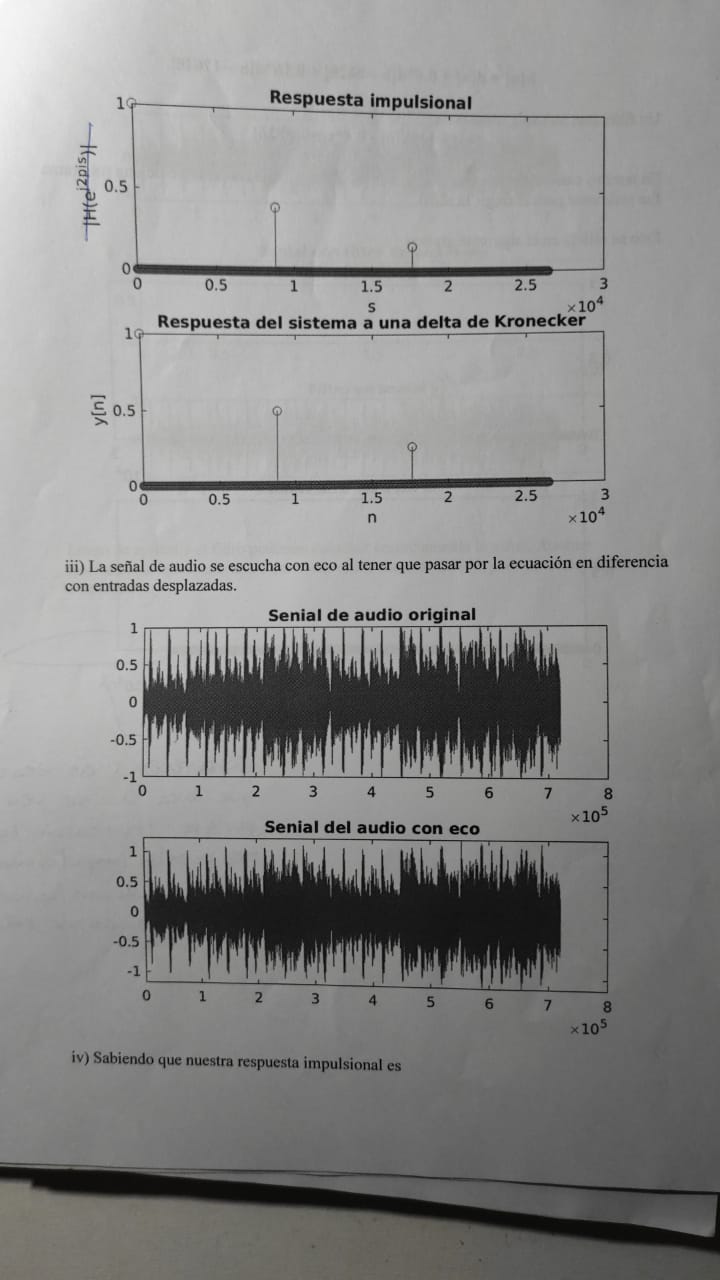 Respuesta impulsional
|H(e^j2pis)|
1
0.5
0
0 0.5 1 1.5 2 2.5 3
s
×10^4
Respuesta del sistema a una delta de Kronecker
y[n]
1
0.5
0
0 0.5 1 1.5 2 2.5 3
n
×10^4
iii) La señal de audio se escucha con eco al tener que pasar por la ecuación en diferencia
con entradas desplazadas.
Senial de audio original
1
0.5
0
-0.5
-1
0 1 2 3 4 5 6 7 8
×10^5
Senial del audio con eco
1
0.5
0
-0.5
-1
0 1 2 3 4 5 6 7 8
×10^5
iv) Sabiendo que nuestra respuesta impulsional es